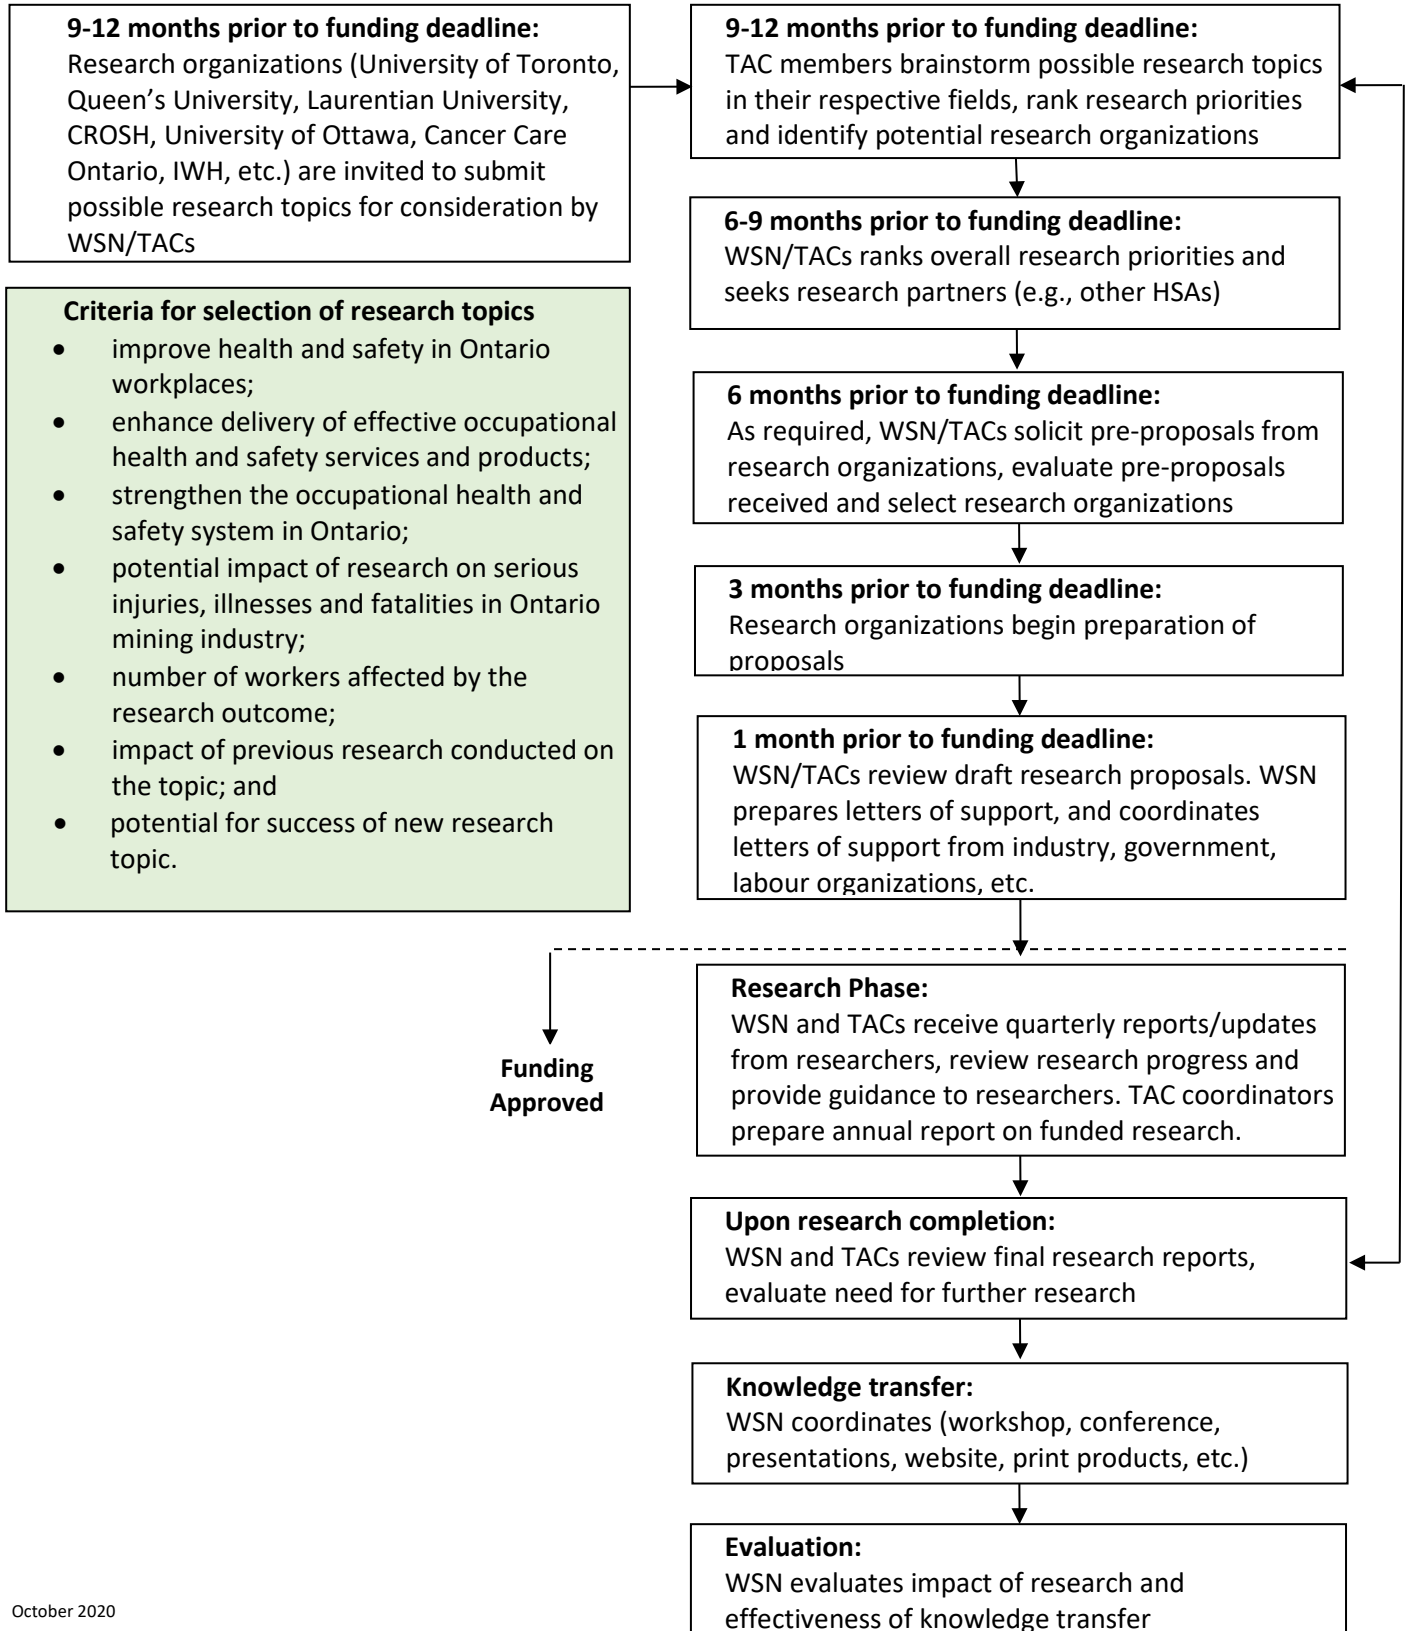 9-12 months prior to funding deadline:
Research organizations (University of Toronto,
Queen’s University, Laurentian University,
CROSH, University of Ottawa, Cancer Care
Ontario, IWH, etc.) are invited to submit
possible research topics for consideration by
WSN/TACs
Criteria for selection of research topics
• improve health and safety in Ontario
workplaces;
• enhance delivery of effective occupational
health and safety services and products;
• strengthen the occupational health and
safety system in Ontario;
• potential impact of research on serious
injuries, illnesses and fatalities in Ontario
mining industry;
• number of workers affected by the
research outcome;
• impact of previous research conducted on
the topic; and
• potential for success of new research
topic.
9-12 months prior to funding deadline:
TAC members brainstorm possible research topics
in their respective fields, rank research priorities
and identify potential research organizations
6-9 months prior to funding deadline:
WSN/TACs ranks overall research priorities and
seeks research partners (e.g., other HSAs)
6 months prior to funding deadline:
As required, WSN/TACs solicit pre-proposals from
research organizations, evaluate pre-proposals
received and select research organizations
3 months prior to funding deadline:
Research organizations begin preparation of
proposals
1 month prior to funding deadline:
WSN/TACs review draft research proposals. WSN
prepares letters of support, and coordinates
letters of support from industry, government,
labour organizations, etc.
Funding
Approved
Research Phase:
WSN and TACs receive quarterly reports/updates
from researchers, review research progress and
provide guidance to researchers. TAC coordinators
prepare annual report on funded research.
Upon research completion:
WSN and TACs review final research reports,
evaluate need for further research
Knowledge transfer:
WSN coordinates (workshop, conference,
presentations, website, print products, etc.)
Evaluation:
WSN evaluates impact of research and
effectiveness of knowledge transfer
October 2020